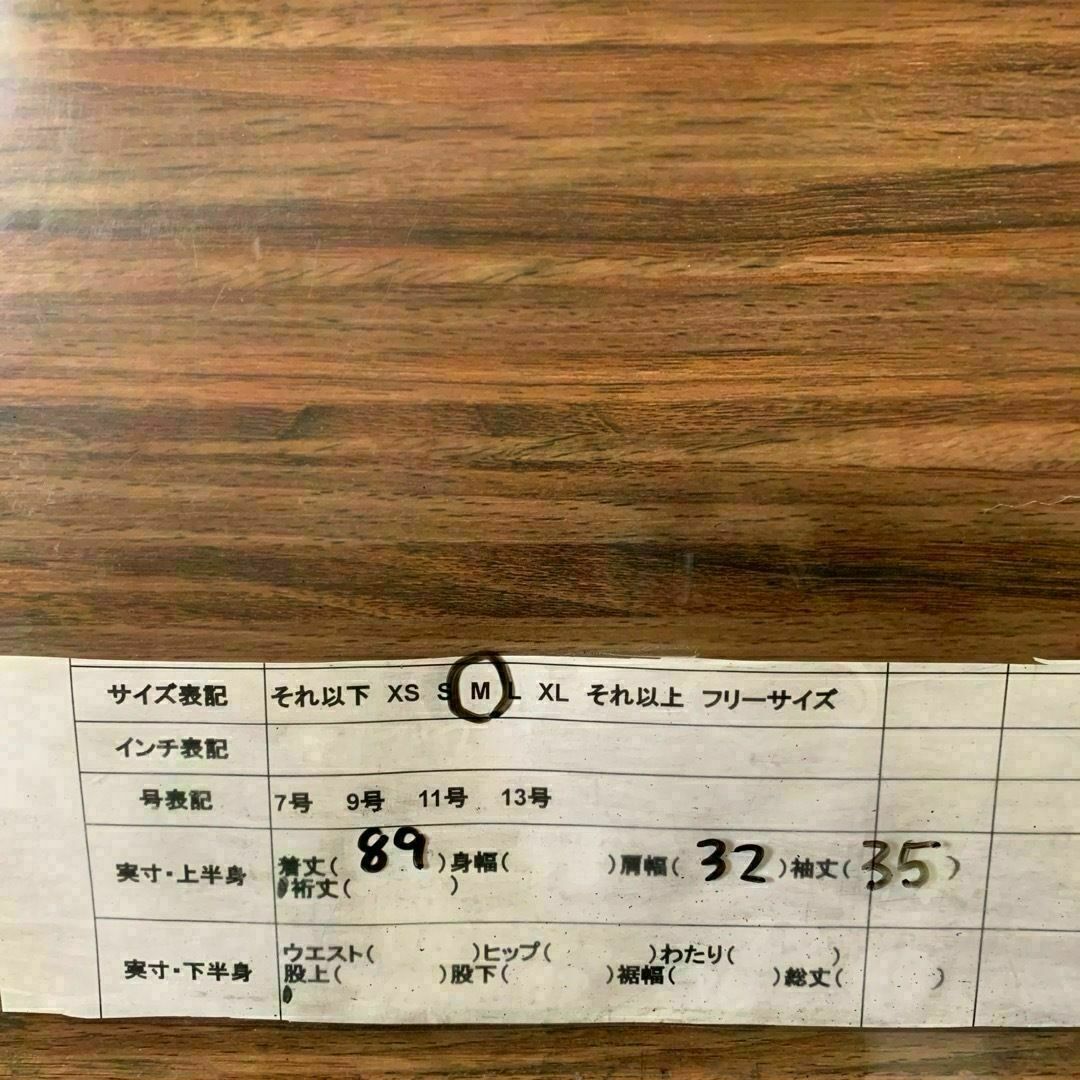 サイズ表記 それ以下 XS S M L XL それ以上 フリーサイズ
インチ表記
号表記 7号 9号 11号 13号
実寸・上半身 着丈( 89 )身幅( )肩幅( 32 )袖丈( 35 )
裄丈( )
実寸・下半身 ウエスト( )ヒップ( )わたり( )
股上( )股下( )裾幅( )総丈( )